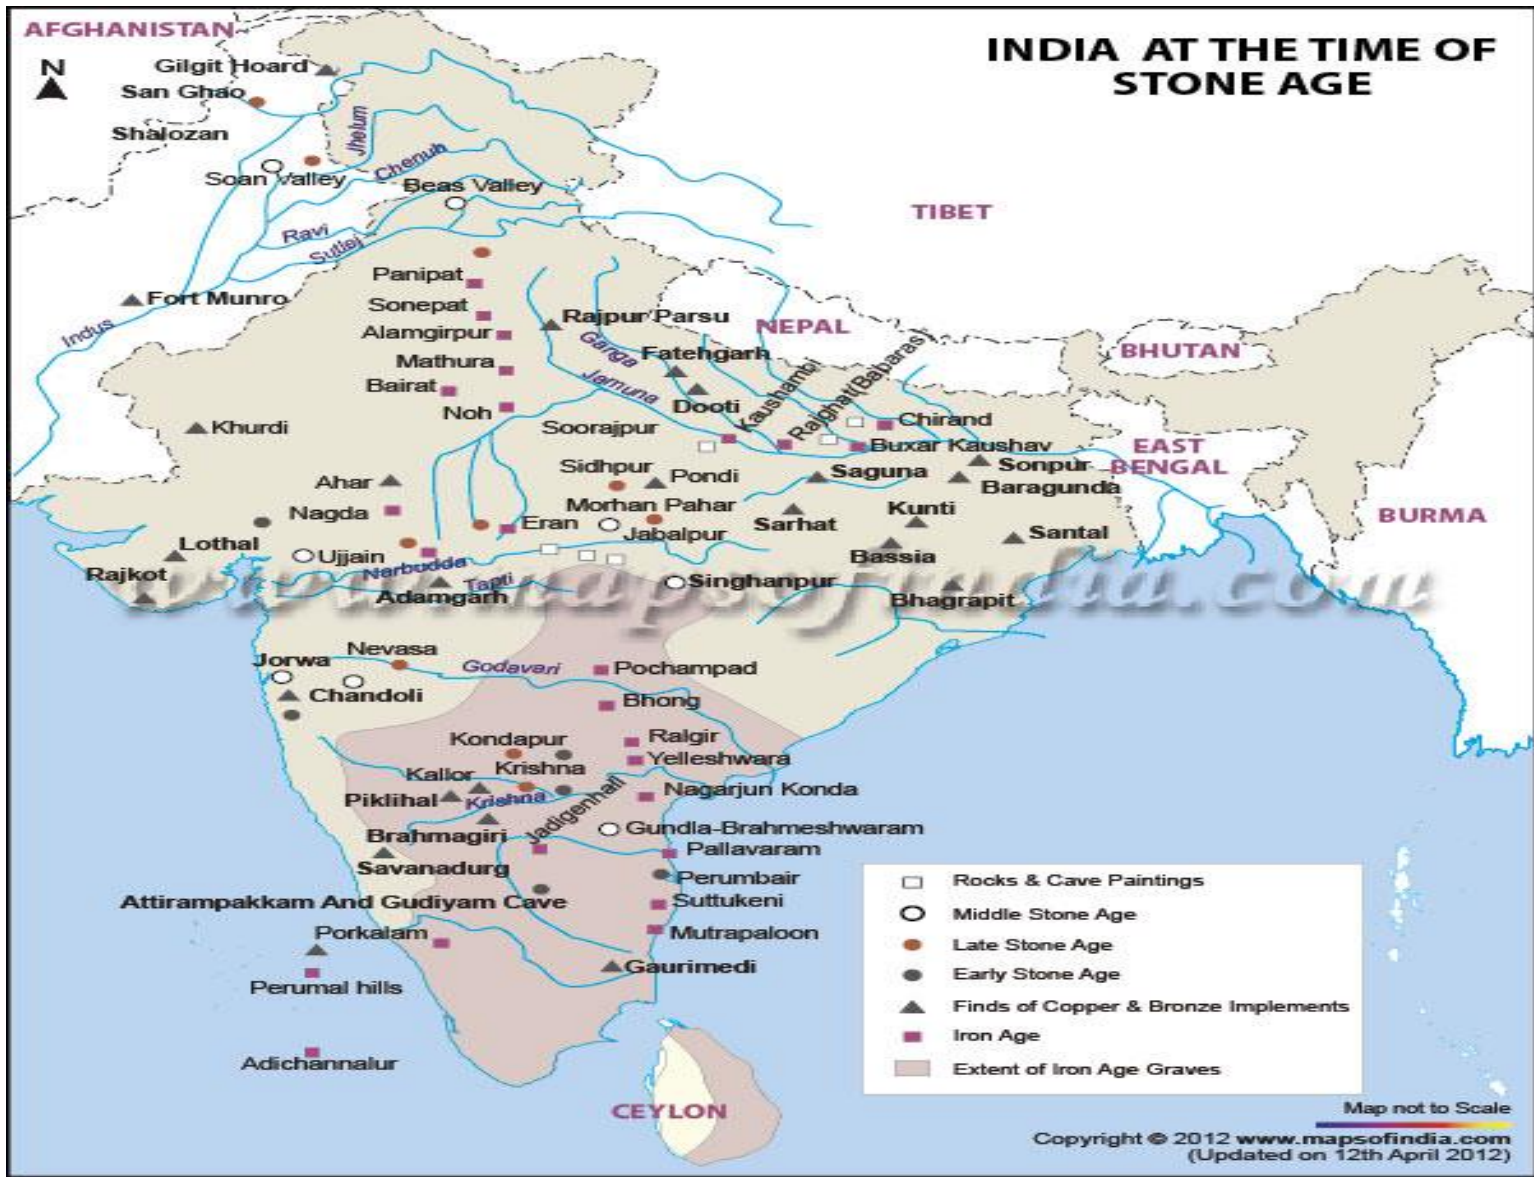 INDIA AT THE TIME OF
STONE AGE
AFGHANISTAN
N
Gilgit Hoard
San Ghao
Shalozan
Jhelum
Soan Valley
Chenub
Beas Valley
TIBET
Ravi
Sutlej
Panipat
Fort Munro
Sonepat
Indus
Rajpur Parsu
NEPAL
Alamgirpur
Ganga
Fatehgarh
BHUTAN
Mathura
Jamuna
Bairat
Dooti
Kaushambi
Rajghat(Babaras)
Noh
Khurdi
Soorajpur
Chirand
Buxar Kaushav
EAST
BENGAL
Sidhpur
Pondi
Saguna
Sonpur
Baragunda
Ahar
Nagda
Morhan Pahar
Eran
Jabalpur
Sarhat
Kunti
BURMA
Santal
Lothal
Ujjain
Bassia
Rajkot
Narbudda
Tapti
Singhanpur
Adamgarh
Bhagrapit
www.mapsofindia.com
Nevasa
Jorwa
Godavari
Pochampad
Chandoli
Bhong
Kondapur
Ralgir
Krishna
Yelleshwara
Kallor
Piklihal
Krishna
Jadigenhall
Nagarjun Konda
Brahmagiri
Gundla-Brahmeshwaram
Savanadurg
Pallavaram
Perumbair
Attirampakkam And Gudiyam Cave
Suttukeni
Porkalam
Mutrapaloon
Gaurimedi
Perumal hills
Adichannalur
CEYLON
Rocks & Cave Paintings
Middle Stone Age
Late Stone Age
Early Stone Age
Finds of Copper & Bronze Implements
Iron Age
Extent of Iron Age Graves
Map not to Scale
Copyright © 2012 www.mapsofindia.com
(Updated on 12th April 2012)